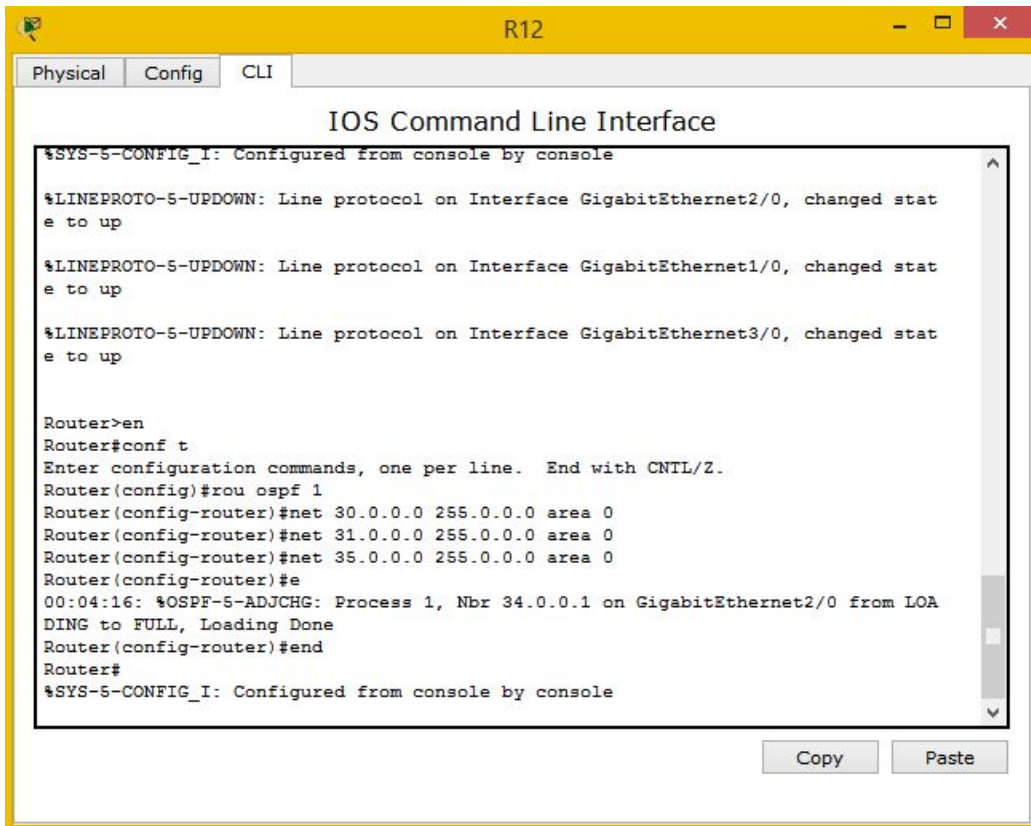 R12
Physical Config CLI
IOS Command Line Interface
%SYS-5-CONFIG_I: Configured from console by console
%LINEPROTO-5-UPDOWN: Line protocol on Interface GigabitEthernet2/0, changed stat
e to up
%LINEPROTO-5-UPDOWN: Line protocol on Interface GigabitEthernet1/0, changed stat
e to up
%LINEPROTO-5-UPDOWN: Line protocol on Interface GigabitEthernet3/0, changed stat
e to up
Router>en
Router#conf t
Enter configuration commands, one per line.  End with CNTL/Z.
Router(config)#rou ospf 1
Router(config-router)#net 30.0.0.0 255.0.0.0 area 0
Router(config-router)#net 31.0.0.0 255.0.0.0 area 0
Router(config-router)#net 35.0.0.0 255.0.0.0 area 0
Router(config-router)#e
00:04:16: %OSPF-5-ADJCHG: Process 1, Nbr 34.0.0.1 on GigabitEthernet2/0 from LOA
DING to FULL, Loading Done
Router(config-router)#end
Router#
%SYS-5-CONFIG_I: Configured from console by console
Copy Paste